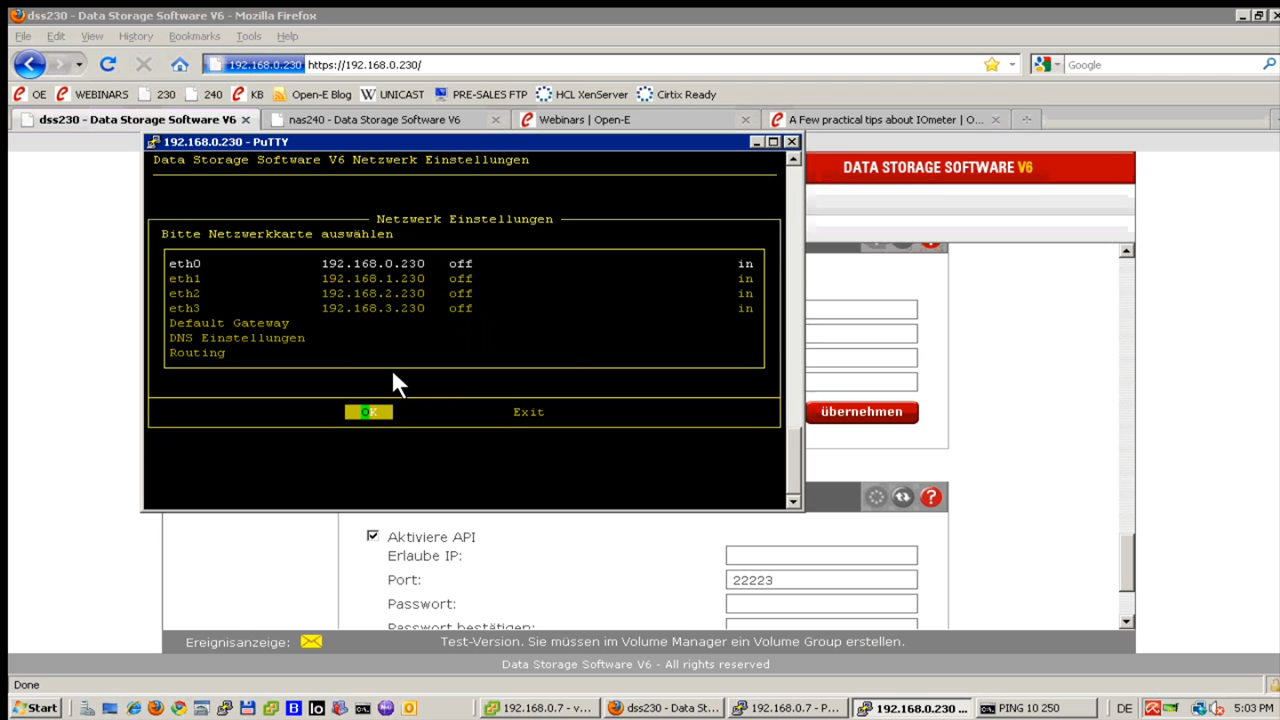 dss230 - Data Storage Software V6 - Mozilla Firefox
File Edit View History Bookmarks Tools Help
192.168.0.230 https://192.168.0.230/
Google
OE WEBINARS 230 240 KB Open-E Blog UNICAST PRE-SALES FTP HCL XenServer Cirtix Ready
dss230 - Data Storage Software V6 nas240 - Data Storage Software V6 Webinars | Open-E A Few practical tips about IOmeter | O...
192.168.0.230 - PuTTY
DATA STORAGE SOFTWARE V6
Data Storage Software V6 Netzwerk Einstellungen
Netzwerk Einstellungen
Bitte Netzwerkkarte auswählen
eth0 192.168.0.230 off in
eth1 192.168.1.230 off in
eth2 192.168.2.230 off in
eth3 192.168.3.230 off in
Default Gateway
DNS Einstellungen
Routing
OK Exit
übernehmen
Aktiviere API
Erlaube IP:
Port: 22223
Passwort:
Passwort bestätigen:
Ereignisanzeige: Test-Version. Sie müssen im Volume Manager ein Volume Group erstellen.
Data Storage Software V6 - All rights reserved
Done
Start 192.168.0.7 - v... dss230 - Data St... 192.168.0.7 - P... 192.168.0.230 ... PING 10 250 DE 5:03 PM